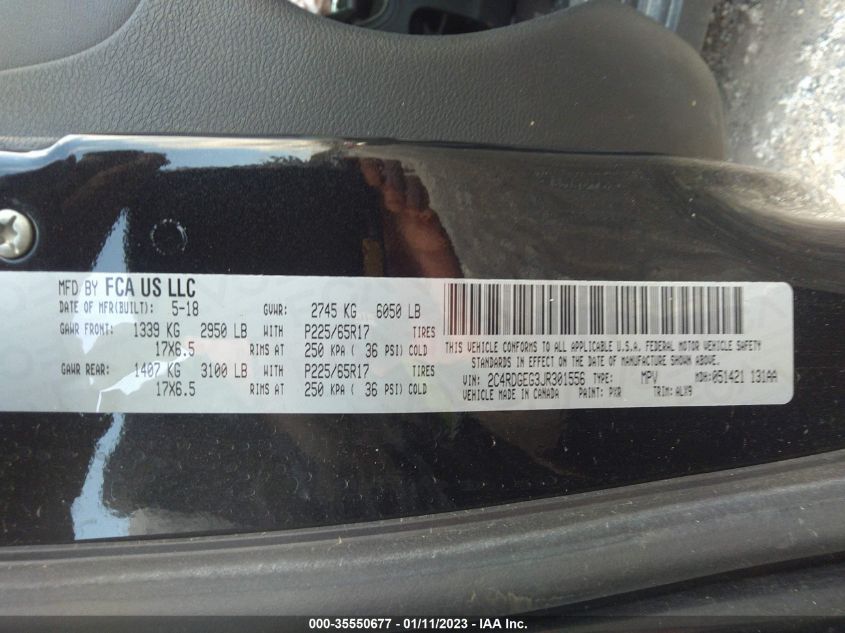 MFD BY FCA US LLC
DATE OF MFR(BUILT): 5-18 GVWR: 2745 KG 6050 LB
GAWR FRONT: 1339 KG 2950 LB WITH P225/65R17 TIRES
17X6.5 RIMS AT 250 KPA ( 36 PSI) COLD
GAWR REAR: 1407 KG 3100 LB WITH P225/65R17 TIRES
17X6.5 RIMS AT 250 KPA ( 36 PSI) COLD
THIS VEHICLE CONFORMS TO ALL APPLICABLE U.S.A. FEDERAL MOTOR VEHICLE SAFETY
STANDARDS IN EFFECT ON THE DATE OF MANUFACTURE SHOWN ABOVE.
VIN: 2C4RDGEG3JR301556 TYPE: MPV MDH: 051421 131AA
VEHICLE MADE IN CANADA PAINT: PXR TRIM: ALX9
000-35550677 — 01/11/2023 — IAA Inc.